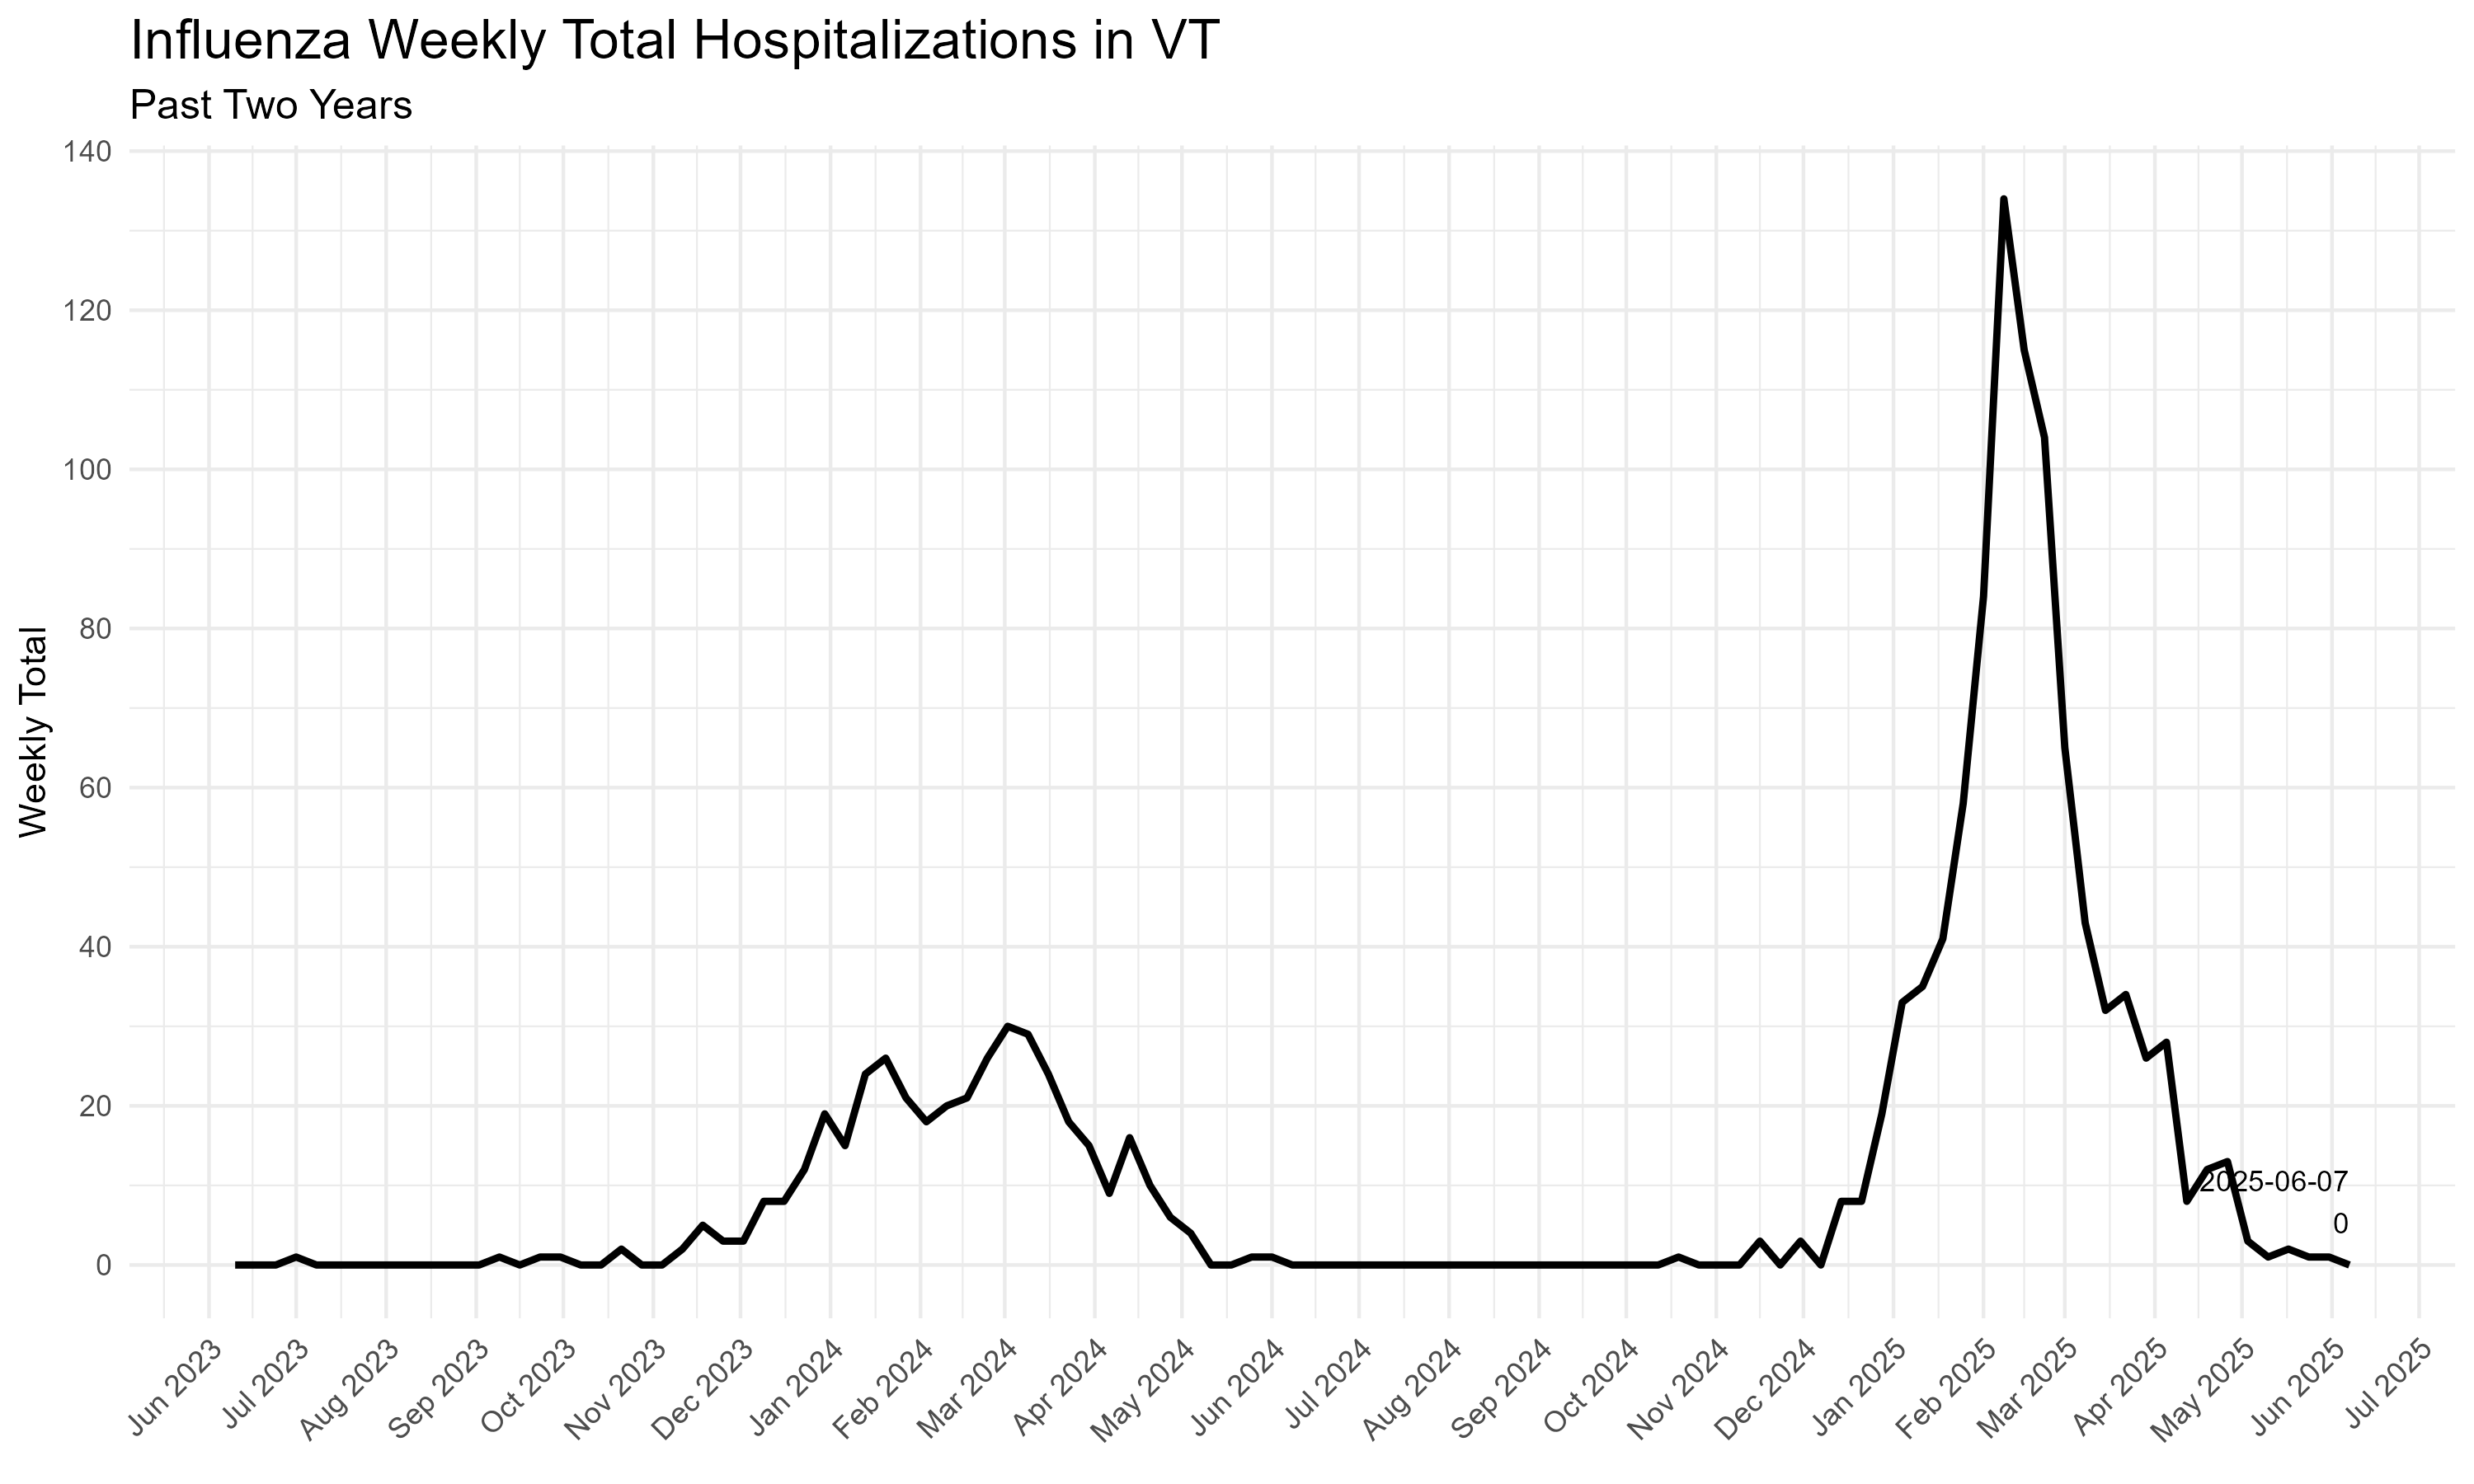 Influenza Weekly Total Hospitalizations in VT
Past Two Years
Weekly Total
140
120
100
80
60
40
20
0
2025-06-07
0
Jun 2023
Jul 2023
Aug 2023
Sep 2023
Oct 2023
Nov 2023
Dec 2023
Jan 2024
Feb 2024
Mar 2024
Apr 2024
May 2024
Jun 2024
Jul 2024
Aug 2024
Sep 2024
Oct 2024
Nov 2024
Dec 2024
Jan 2025
Feb 2025
Mar 2025
Apr 2025
May 2025
Jun 2025
Jul 2025